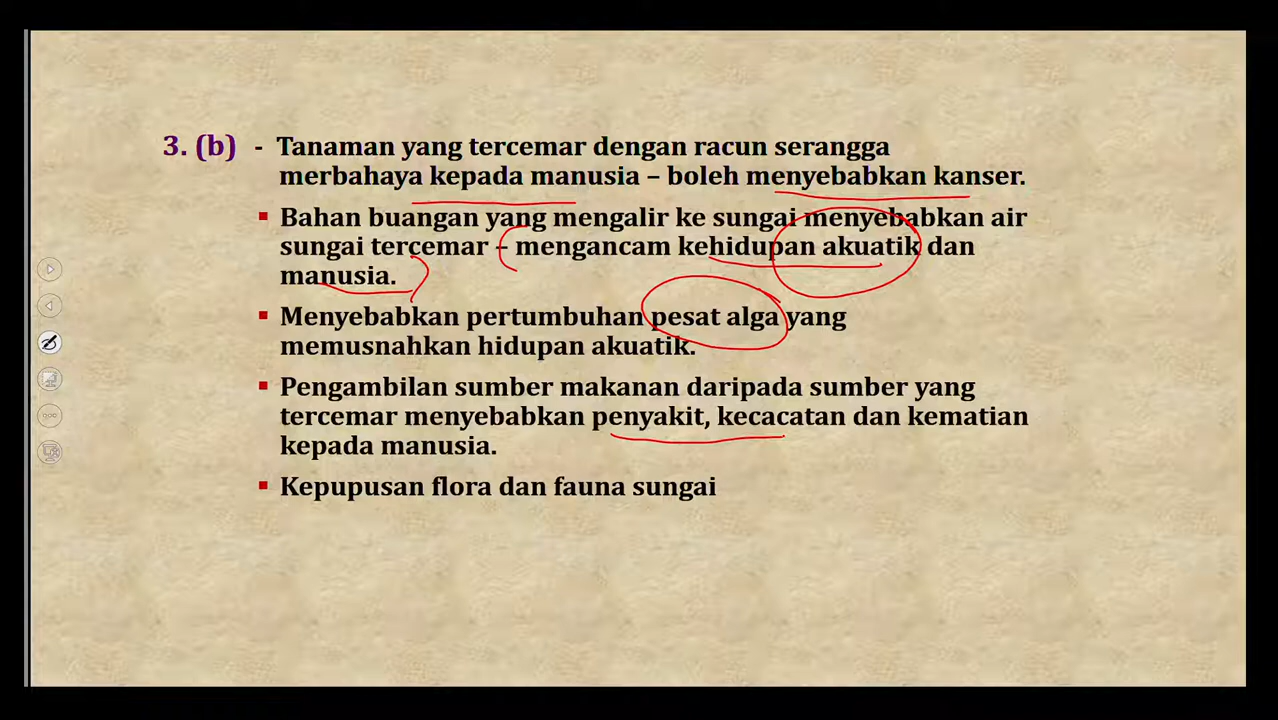 3. (b) - Tanaman yang tercemar dengan racun serangga
merbahaya kepada manusia – boleh menyebabkan kanser.
▪ Bahan buangan yang mengalir ke sungai menyebabkan air
sungai tercemar – mengancam kehidupan akuatik dan
manusia.
▪ Menyebabkan pertumbuhan pesat alga yang
memusnahkan hidupan akuatik.
▪ Pengambilan sumber makanan daripada sumber yang
tercemar menyebabkan penyakit, kecacatan dan kematian
kepada manusia.
▪ Kepupusan flora dan fauna sungai